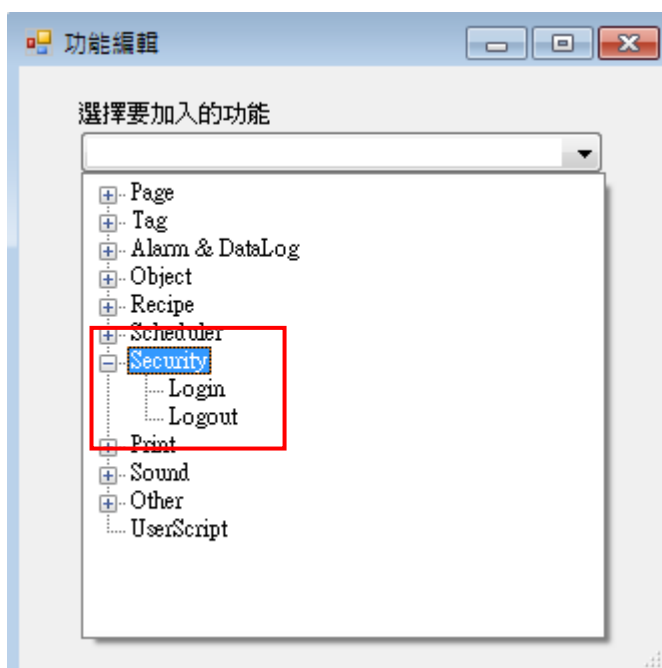 功能編輯
選擇要加入的功能
Page
Tag
Alarm & DataLog
Object
Recipe
Scheduler
Security
Login
Logout
Print
Sound
Other
UserScript